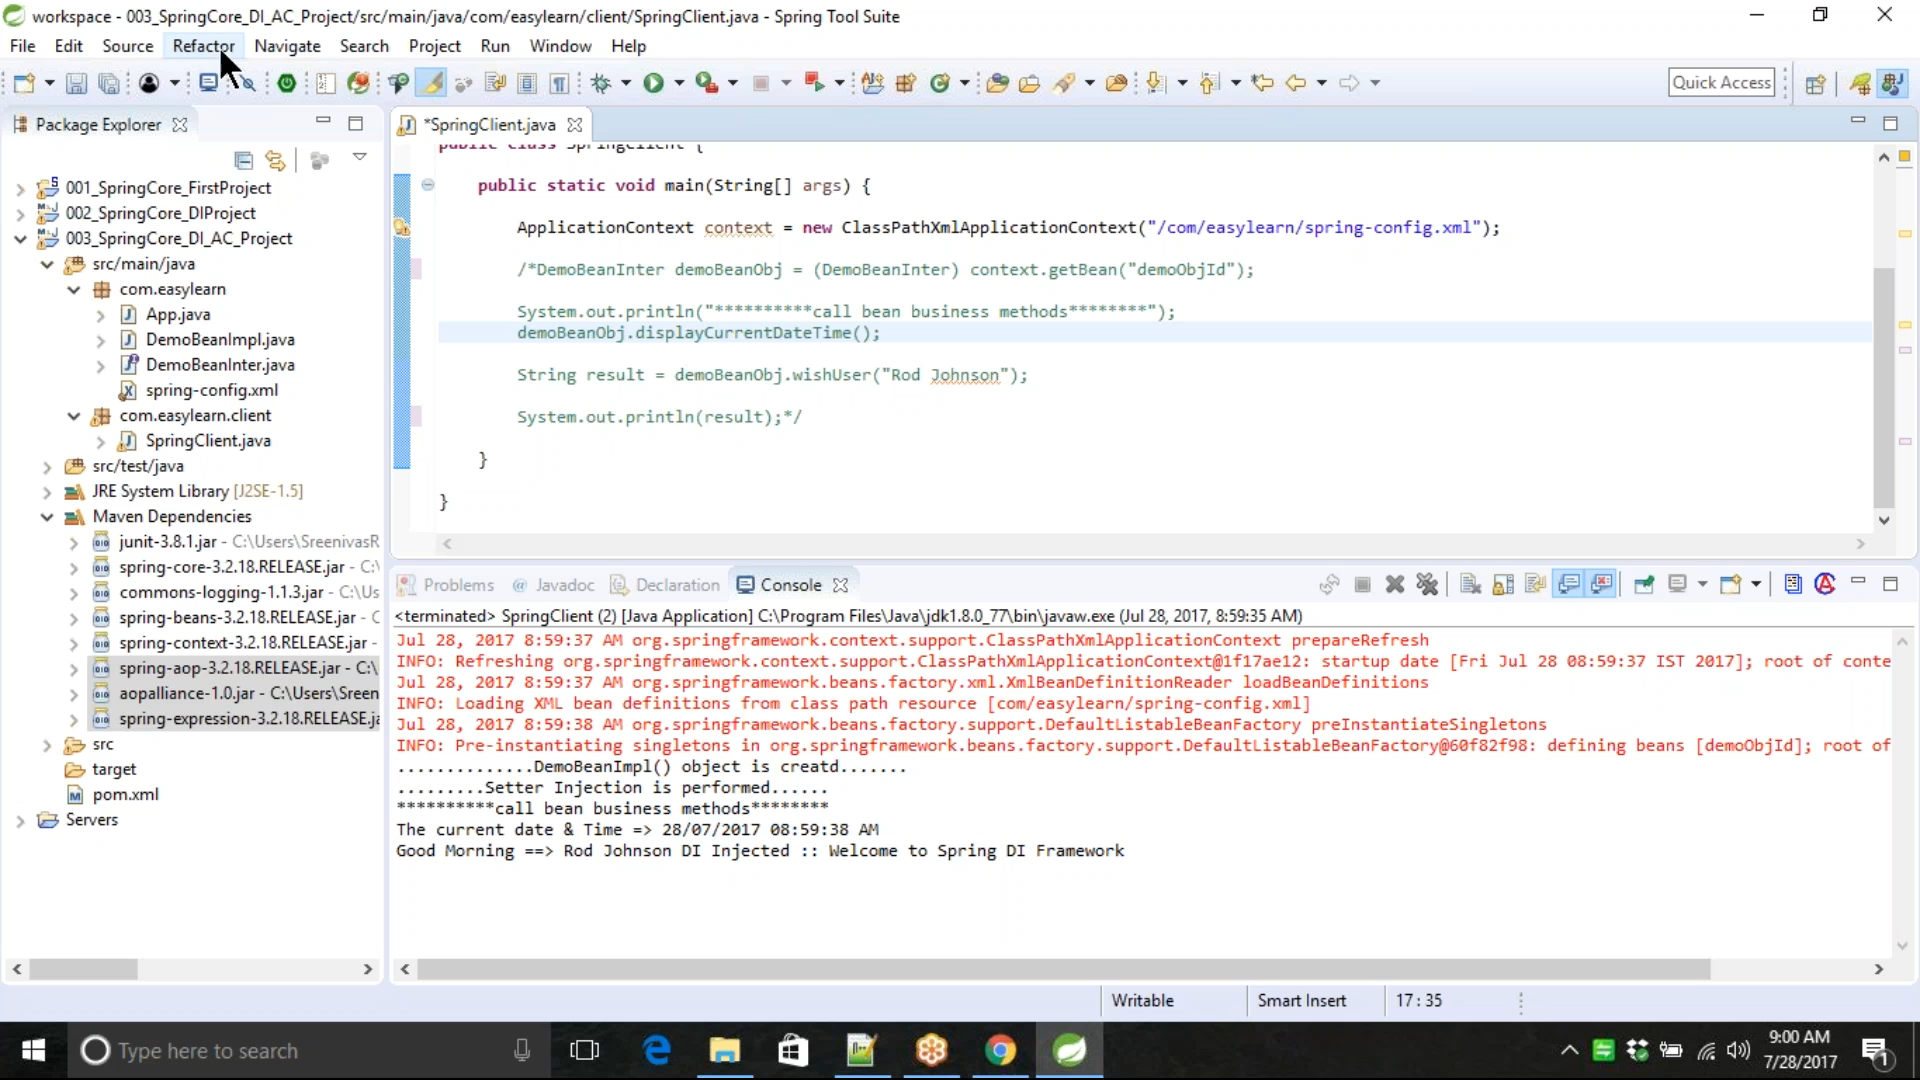 workspace - 003_SpringCore_DI_AC_Project/src/main/java/com/easylearn/client/SpringClient.java - Spring Tool Suite
File Edit Source Refactor Navigate Search Project Run Window Help
Quick Access
Package Explorer
001_SpringCore_FirstProject
002_SpringCore_DIProject
003_SpringCore_DI_AC_Project
src/main/java
com.easylearn
App.java
DemoBeanImpl.java
DemoBeanInter.java
spring-config.xml
com.easylearn.client
SpringClient.java
src/test/java
JRE System Library [J2SE-1.5]
Maven Dependencies
junit-3.8.1.jar - C:\Users\SreenivasR
spring-core-3.2.18.RELEASE.jar - C:\
commons-logging-1.1.3.jar - C:\Us
spring-beans-3.2.18.RELEASE.jar - C
spring-context-3.2.18.RELEASE.jar -
spring-aop-3.2.18.RELEASE.jar - C:\
aopalliance-1.0.jar - C:\Users\Sreen
spring-expression-3.2.18.RELEASE.ja
src
target
pom.xml
Servers
*SpringClient.java
public class SpringClient {
public static void main(String[] args) {
ApplicationContext context = new ClassPathXmlApplicationContext("/com/easylearn/spring-config.xml");
/*DemoBeanInter demoBeanObj = (DemoBeanInter) context.getBean("demoObjId");
System.out.println("**********call bean business methods********");
demoBeanObj.displayCurrentDateTime();
String result = demoBeanObj.wishUser("Rod Johnson");
System.out.println(result);*/
}
}
Problems @ Javadoc Declaration Console
<terminated> SpringClient (2) [Java Application] C:\Program Files\Java\jdk1.8.0_77\bin\javaw.exe (Jul 28, 2017, 8:59:35 AM)
Jul 28, 2017 8:59:37 AM org.springframework.context.support.ClassPathXmlApplicationContext prepareRefresh
INFO: Refreshing org.springframework.context.support.ClassPathXmlApplicationContext@1f17ae12: startup date [Fri Jul 28 08:59:37 IST 2017]; root of conte
Jul 28, 2017 8:59:37 AM org.springframework.beans.factory.xml.XmlBeanDefinitionReader loadBeanDefinitions
INFO: Loading XML bean definitions from class path resource [com/easylearn/spring-config.xml]
Jul 28, 2017 8:59:38 AM org.springframework.beans.factory.support.DefaultListableBeanFactory preInstantiateSingletons
INFO: Pre-instantiating singletons in org.springframework.beans.factory.support.DefaultListableBeanFactory@60f82f98: defining beans [demoObjId]; root of
..............DemoBeanImpl() object is creatd.......
.........Setter Injection is performed......
**********call bean business methods********
The current date & Time => 28/07/2017 08:59:38 AM
Good Morning ==> Rod Johnson DI Injected :: Welcome to Spring DI Framework
Writable Smart Insert 17 : 35
Type here to search
9:00 AM
7/28/2017
1